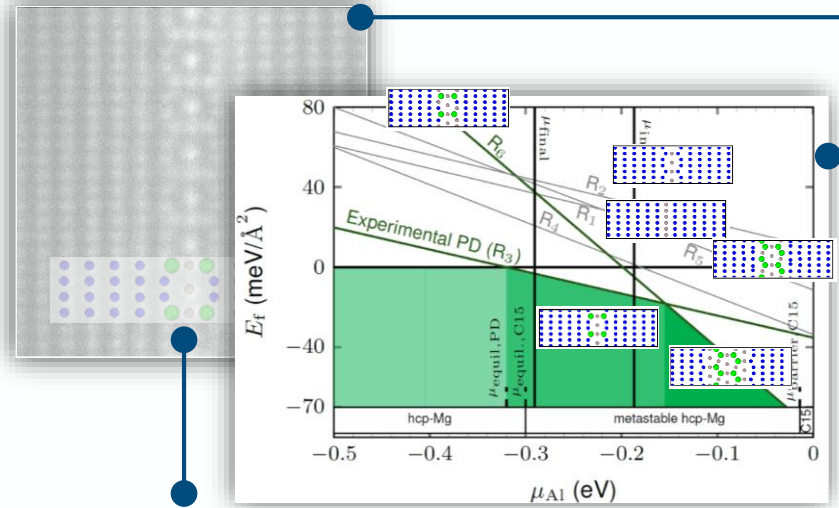 80
40
0
−40
−70
E_f (meV/Å²)
μ_final
μ_in
R₆
R₂
R₁
R₄
R₅
Experimental PD (R₃)
μ_equil,PD
μ_equil.,C15
μ_barrier,C15
hcp-Mg
metastable hcp-Mg
C15
−0.5
−0.4
−0.3
−0.2
−0.1
0
μ_Al (eV)